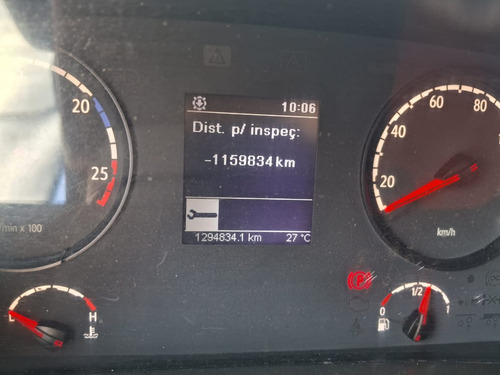 10:06
Dist. p/ inspeç:
-1159834 km
1294834.1 km 27 °C
20
25
/min x 100
L H
20
40
60
80
km/h
P
0 1/2 1